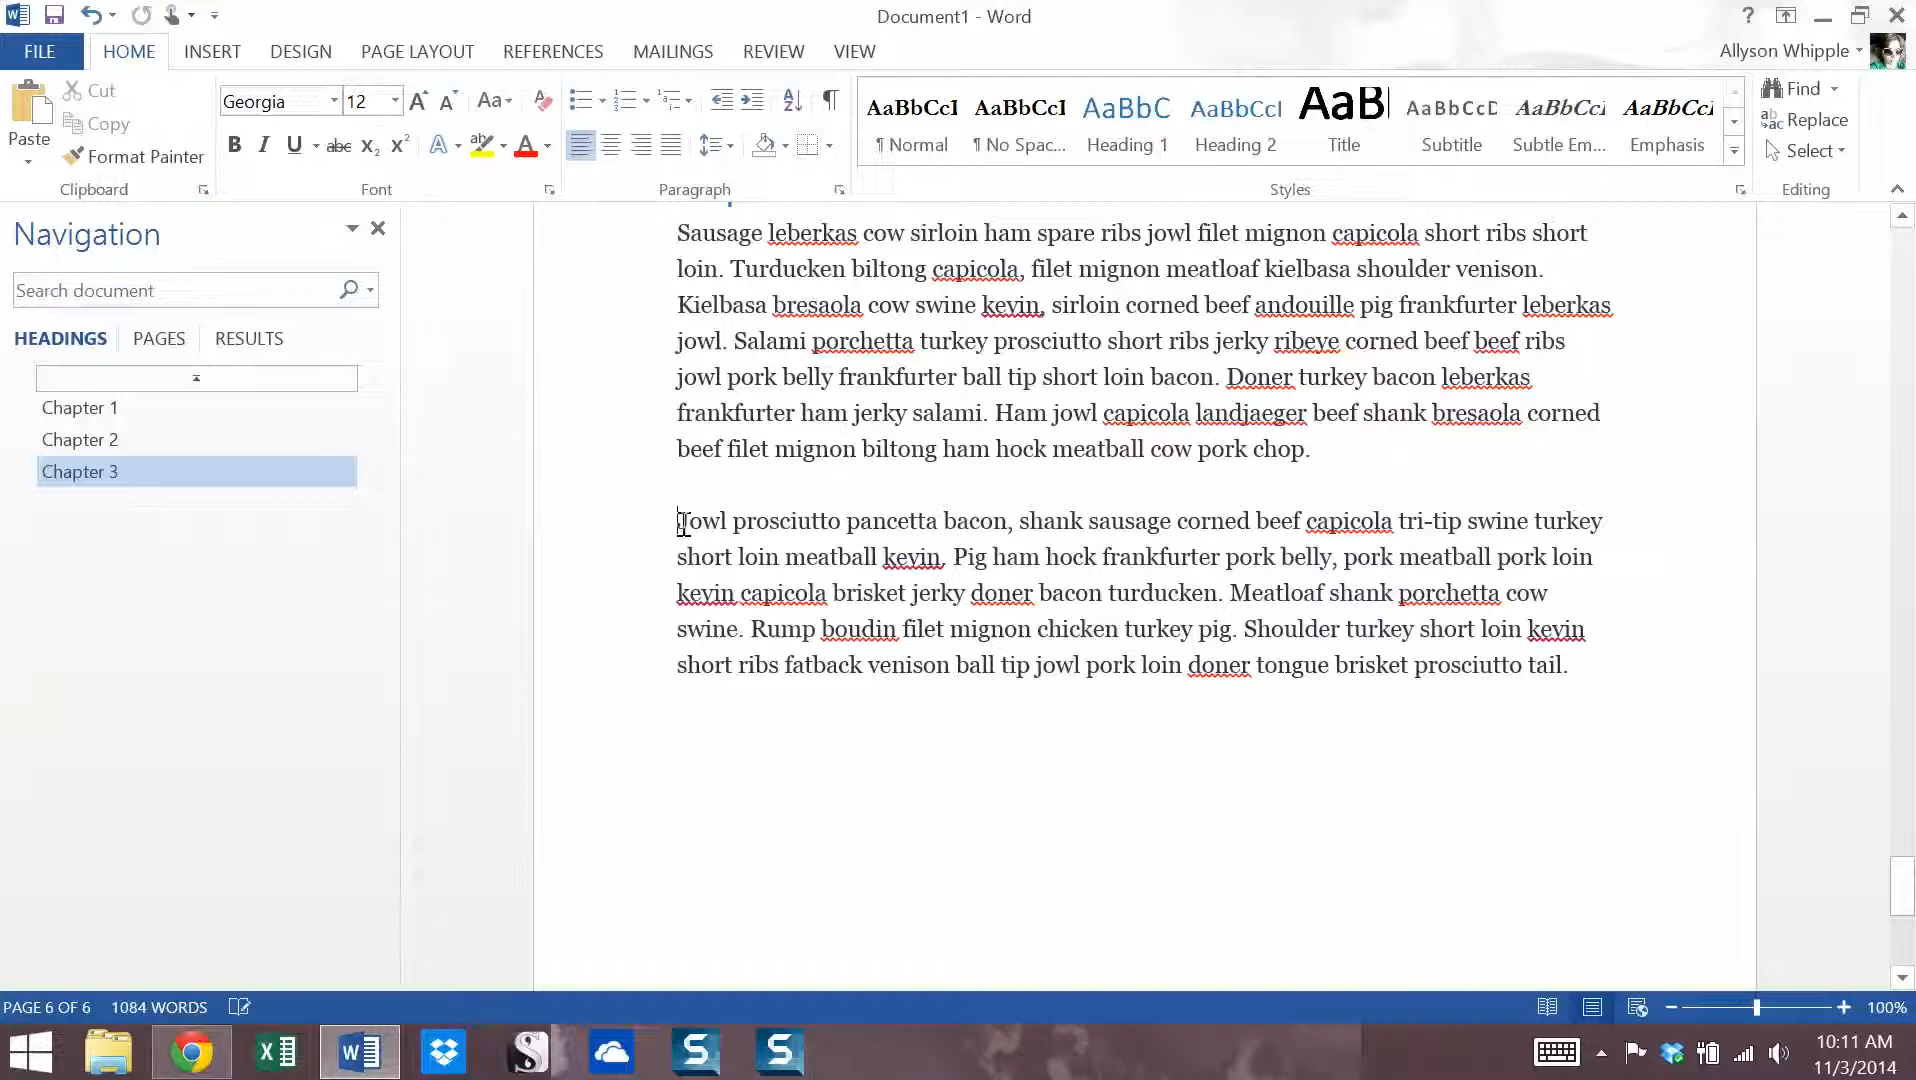 Document1 - Word
?
FILE
HOME
INSERT
DESIGN
PAGE LAYOUT
REFERENCES
MAILINGS
REVIEW
VIEW
Allyson Whipple
Paste
Cut
Copy
Format Painter
Clipboard
Georgia
12
Aa
B I U abc X₂ X²
A
A
Font
Paragraph
AaBbCcI
¶ Normal
AaBbCcI
¶ No Spac...
AaBbC
Heading 1
AaBbCcI
Heading 2
AaB
Title
AaBbCcD
Subtitle
AaBbCcI
Subtle Em...
AaBbCcI
Emphasis
Styles
Find
Replace
Select
Editing
Navigation
Search document
HEADINGS
PAGES
RESULTS
Chapter 1
Chapter 2
Chapter 3
Sausage leberkas cow sirloin ham spare ribs jowl filet mignon capicola short ribs short
loin. Turducken biltong capicola, filet mignon meatloaf kielbasa shoulder venison.
Kielbasa bresaola cow swine kevin, sirloin corned beef andouille pig frankfurter leberkas
jowl. Salami porchetta turkey prosciutto short ribs jerky ribeye corned beef beef ribs
jowl pork belly frankfurter ball tip short loin bacon. Doner turkey bacon leberkas
frankfurter ham jerky salami. Ham jowl capicola landjaeger beef shank bresaola corned
beef filet mignon biltong ham hock meatball cow pork chop.
Jowl prosciutto pancetta bacon, shank sausage corned beef capicola tri-tip swine turkey
short loin meatball kevin. Pig ham hock frankfurter pork belly, pork meatball pork loin
kevin capicola brisket jerky doner bacon turducken. Meatloaf shank porchetta cow
swine. Rump boudin filet mignon chicken turkey pig. Shoulder turkey short loin kevin
short ribs fatback venison ball tip jowl pork loin doner tongue brisket prosciutto tail.
PAGE 6 OF 6
1084 WORDS
100%
10:11 AM
11/3/2014